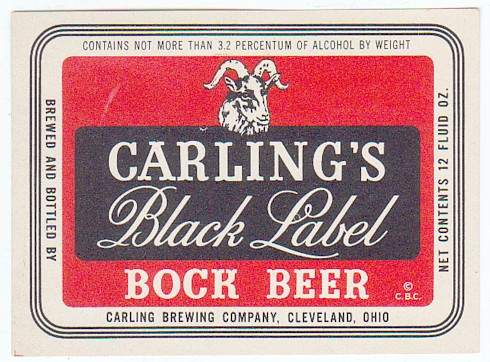 CONTAINS NOT MORE THAN 3.2 PERCENTUM OF ALCOHOL BY WEIGHT
BREWED AND BOTTLED BY
CARLING'S
Black Label
BOCK BEER
© C.B.C.
NET CONTENTS 12 FLUID OZ.
CARLING BREWING COMPANY, CLEVELAND, OHIO